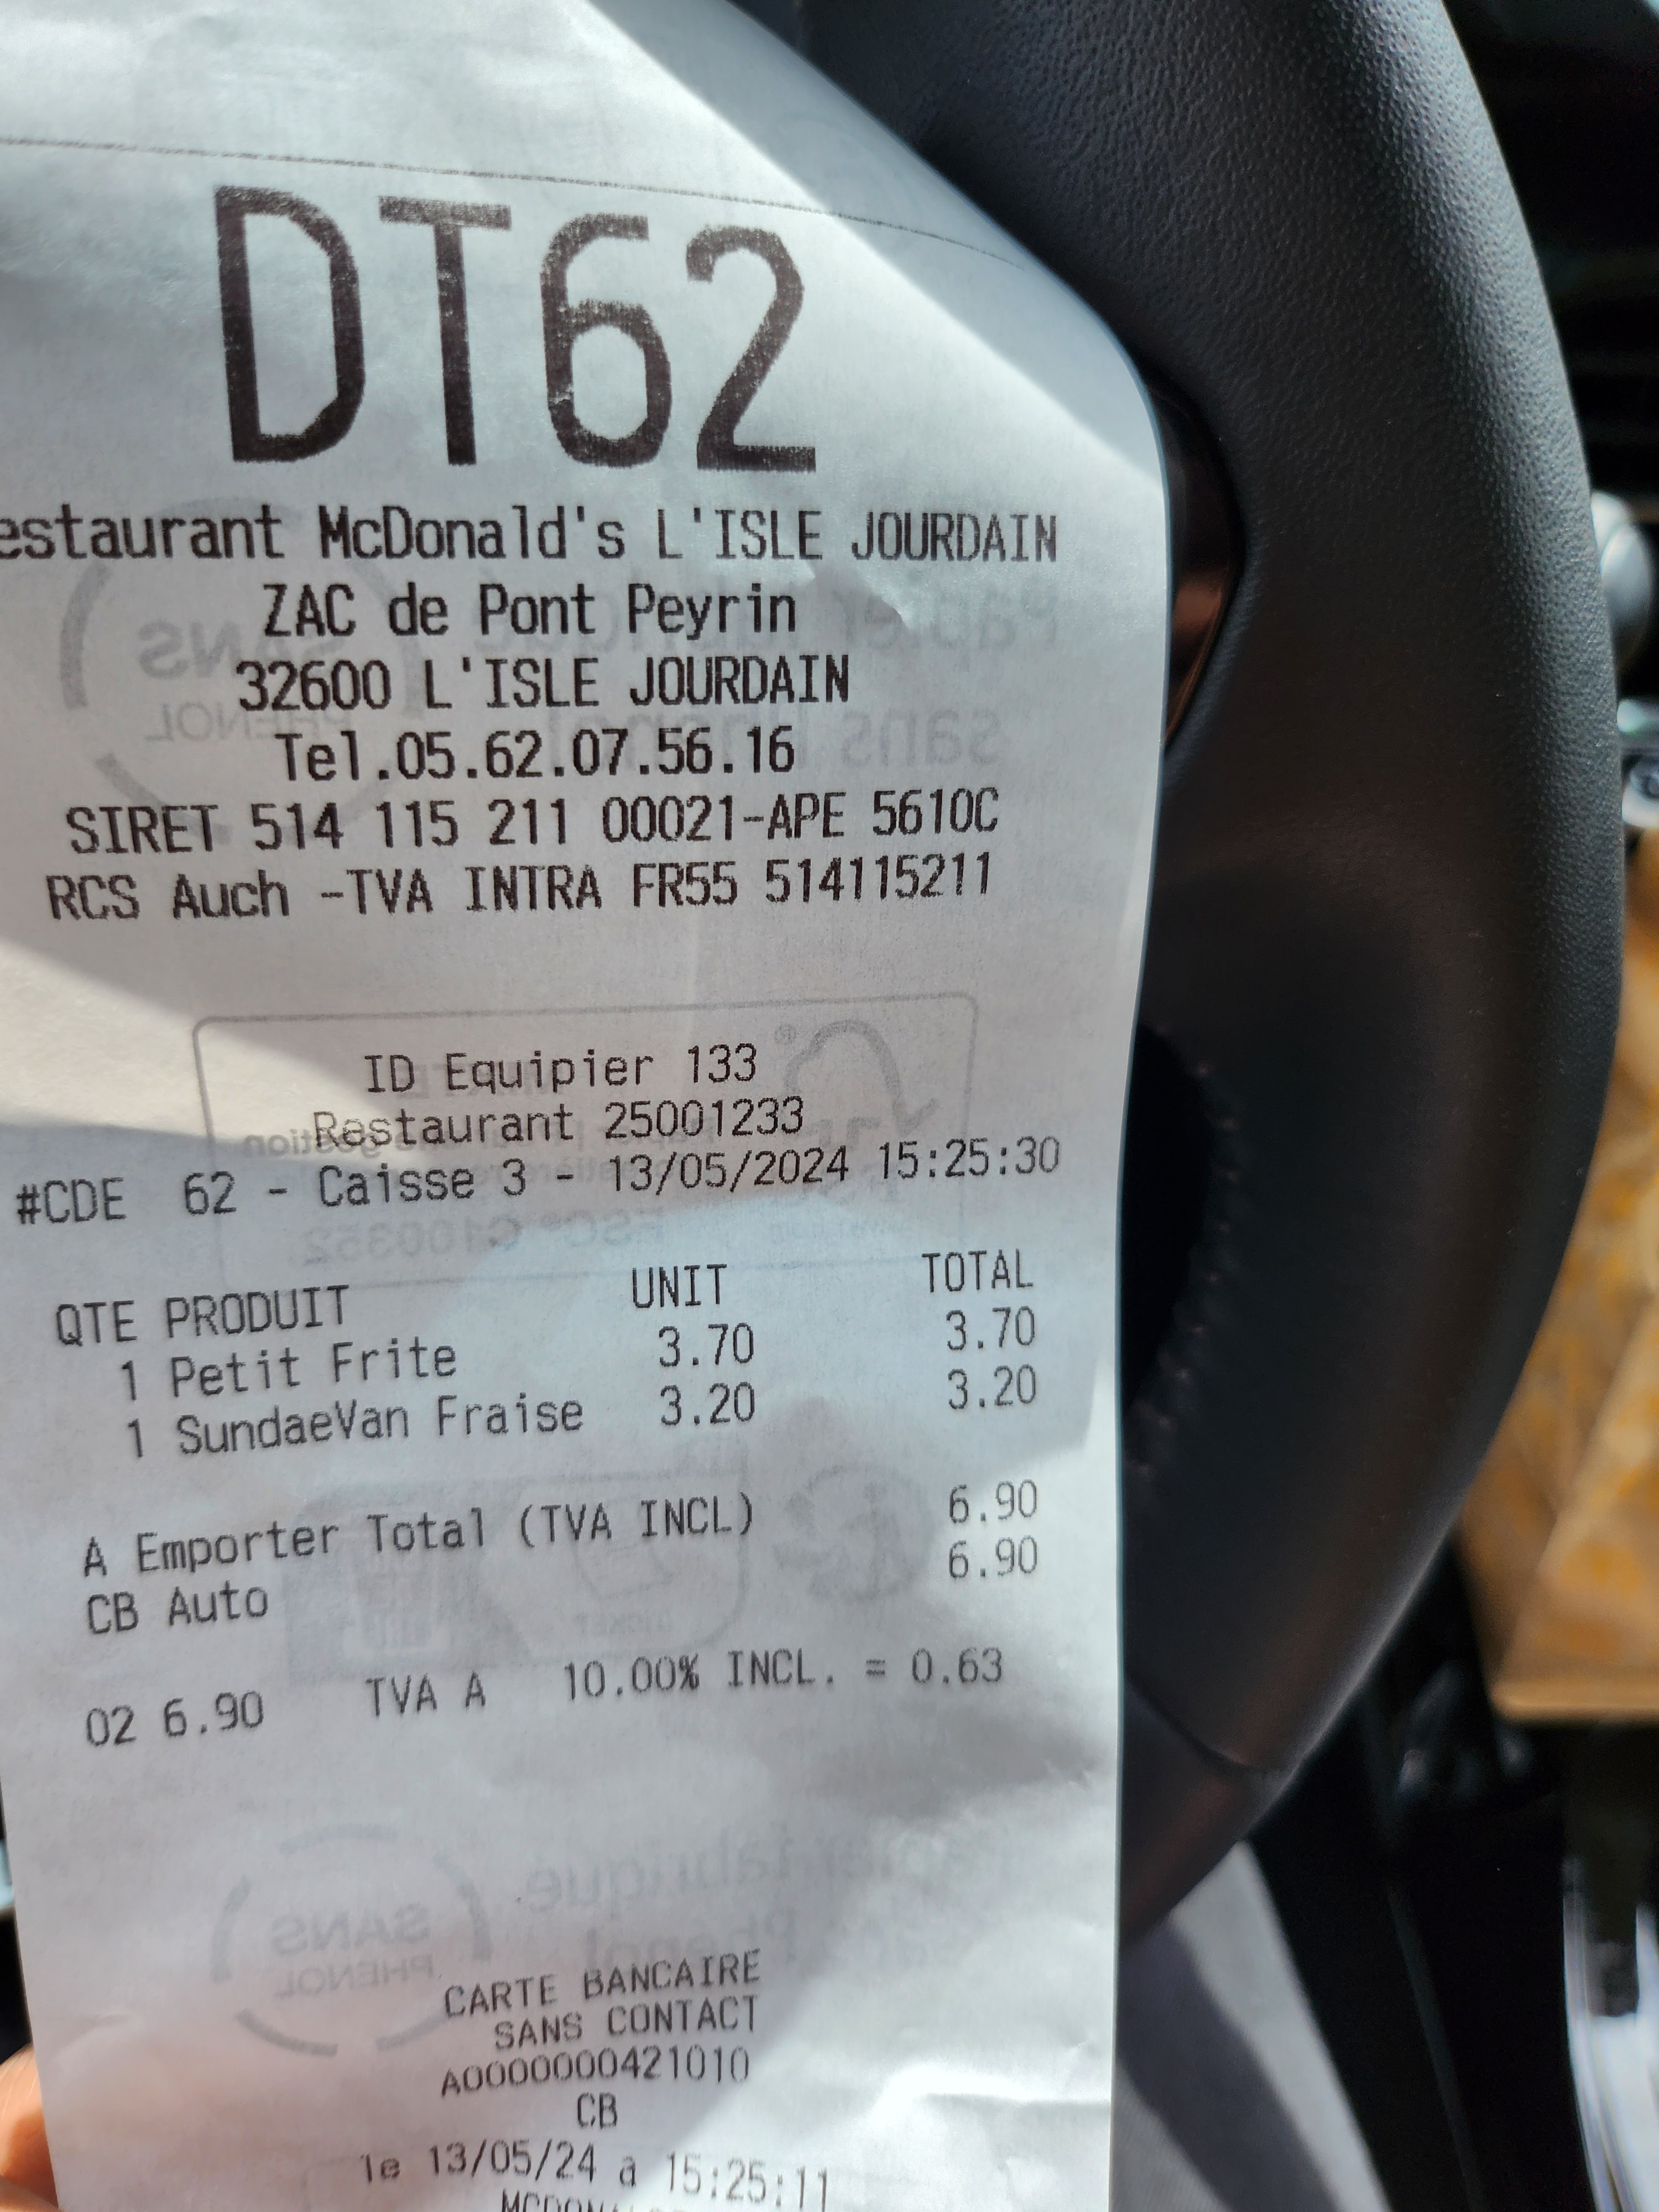 DT62
estaurant McDonald's L'ISLE JOURDAIN
ZAC de Pont Peyrin
32600 L'ISLE JOURDAIN
Tel.05.62.07.56.16
SIRET 514 115 211 00021-APE 5610C
RCS Auch -TVA INTRA FR55 514115211
ID Equipier 133
Restaurant 25001233
#CDE 62 - Caisse 3 - 13/05/2024 15:25:30
QTE PRODUIT UNIT TOTAL
1 Petit Frite 3.70 3.70
1 SundaeVan Fraise 3.20 3.20
A Emporter Total (TVA INCL) 6.90
CB Auto 6.90
02 6.90 TVA A 10.00% INCL. = 0.63
CARTE BANCAIRE
SANS CONTACT
A0000000421010
CB
le 13/05/24 a 15:25:11